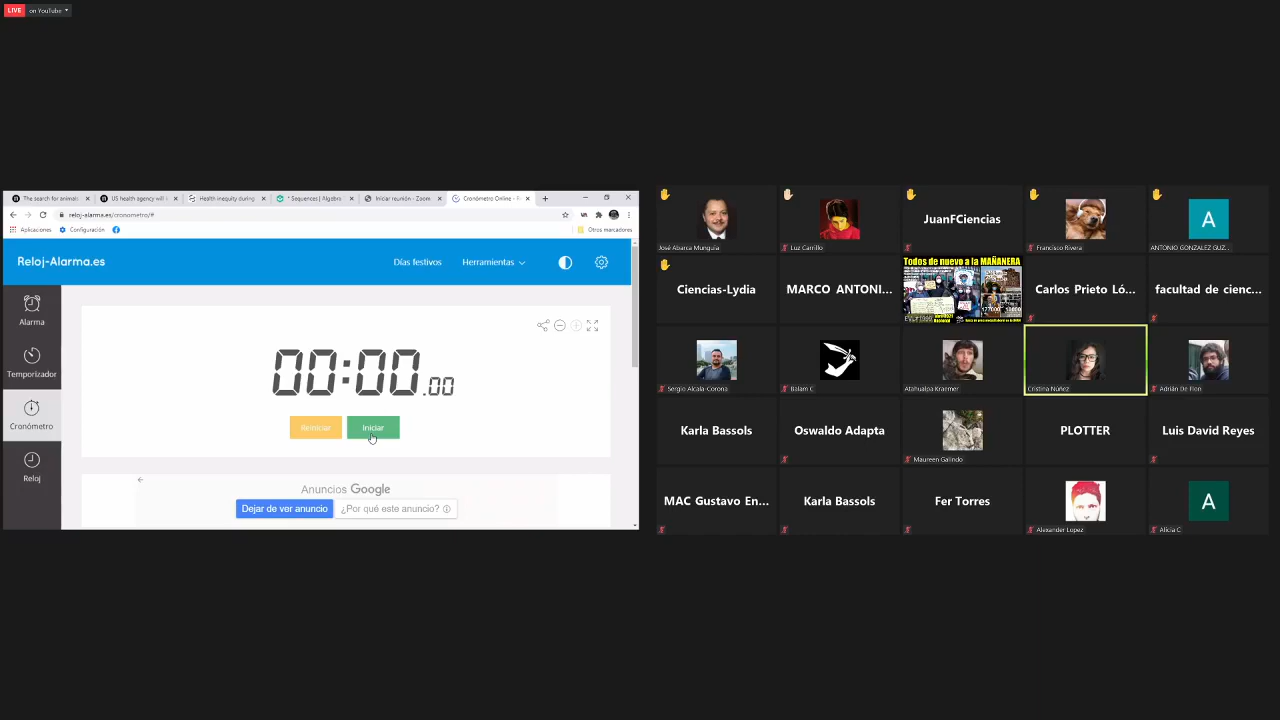 LIVE on YouTube
The search for animals
US health agency will i
Health inequity during
* Sequences | Algebra
Iniciar reunión - Zoom
Cronómetro Online - R
reloj-alarma.es/cronometro/#
Aplicaciones
Configuración
Otros marcadores
Reloj-Alarma.es
Días festivos
Herramientas
Alarma
Temporizador
Cronómetro
Reloj
00:00.00
Reiniciar
Iniciar
Anuncios Google
Dejar de ver anuncio
¿Por qué este anuncio?
José Abarca Munguía
Luz Carrillo
JuanFCiencias
Francisco Rivera
A
ANTONIO GONZALEZ GUZ...
Ciencias-Lydia
MARCO ANTONI...
Todos de nuevo a la MAÑANERA
Carlos Prieto Ló...
facultad de cienc...
Sergio Alcala-Corona
Balam C
Atahualpa Kraemer
Cristina Núñez
Adrián De Flon
Karla Bassols
Oswaldo Adapta
Maureen Galindo
PLOTTER
Luis David Reyes
MAC Gustavo En...
Karla Bassols
Fer Torres
Alexander Lopez
A
Alicia C